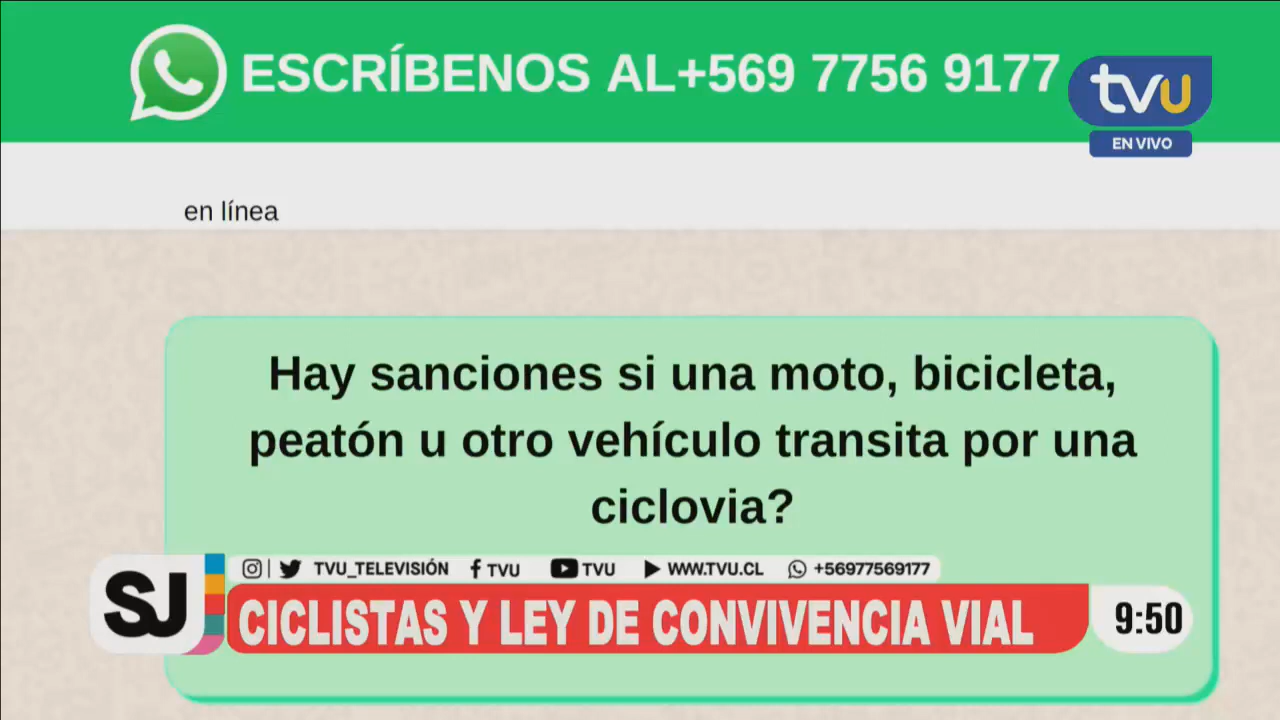 ESCRÍBENOS AL+569 7756 9177
tvu
EN VIVO
en línea
Hay sanciones si una moto, bicicleta,
peatón u otro vehículo transita por una
ciclovia?
TVU_TELEVISIÓN TVU TVU WWW.TVU.CL +56977569177
SJ
CICLISTAS Y LEY DE CONVIVENCIA VIAL
9:50